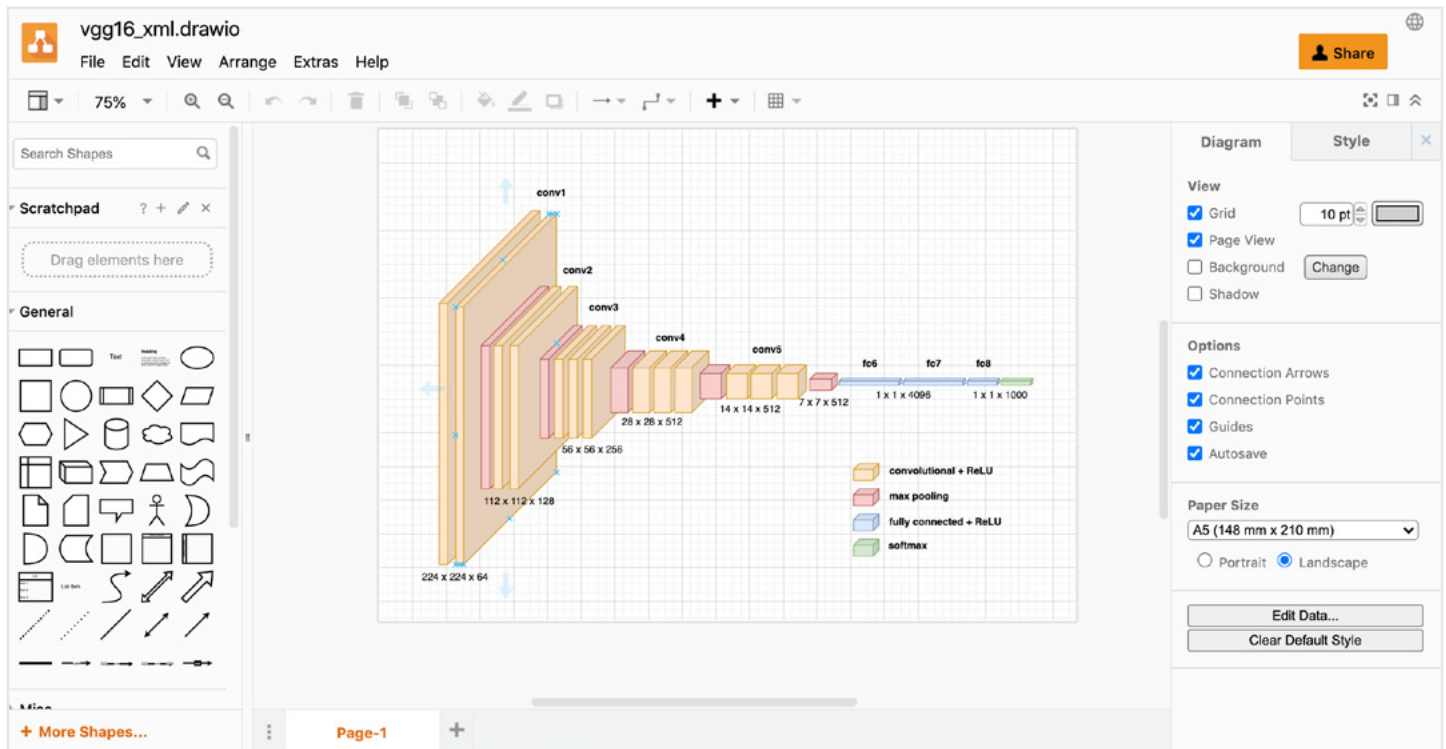 vgg16_xml.drawio
File Edit View Arrange Extras Help
Share
75%
Search Shapes
Scratchpad ? + ×
Drag elements here
General
Text
Heading
List Item
Misc
+ More Shapes...
conv1
conv2
conv3
conv4
conv5
fc6 fc7 fc8
1 x 1 x 4096 1 x 1 x 1000
7 x 7 x 512
14 x 14 x 512
28 x 28 x 512
56 x 56 x 256
112 x 112 x 128
224 x 224 x 64
convolutional + ReLU
max pooling
fully connected + ReLU
softmax
Page-1 +
Diagram Style ×
View
Grid 10 pt
Page View
Background Change
Shadow
Options
Connection Arrows
Connection Points
Guides
Autosave
Paper Size
A5 (148 mm x 210 mm)
Portrait Landscape
Edit Data...
Clear Default Style